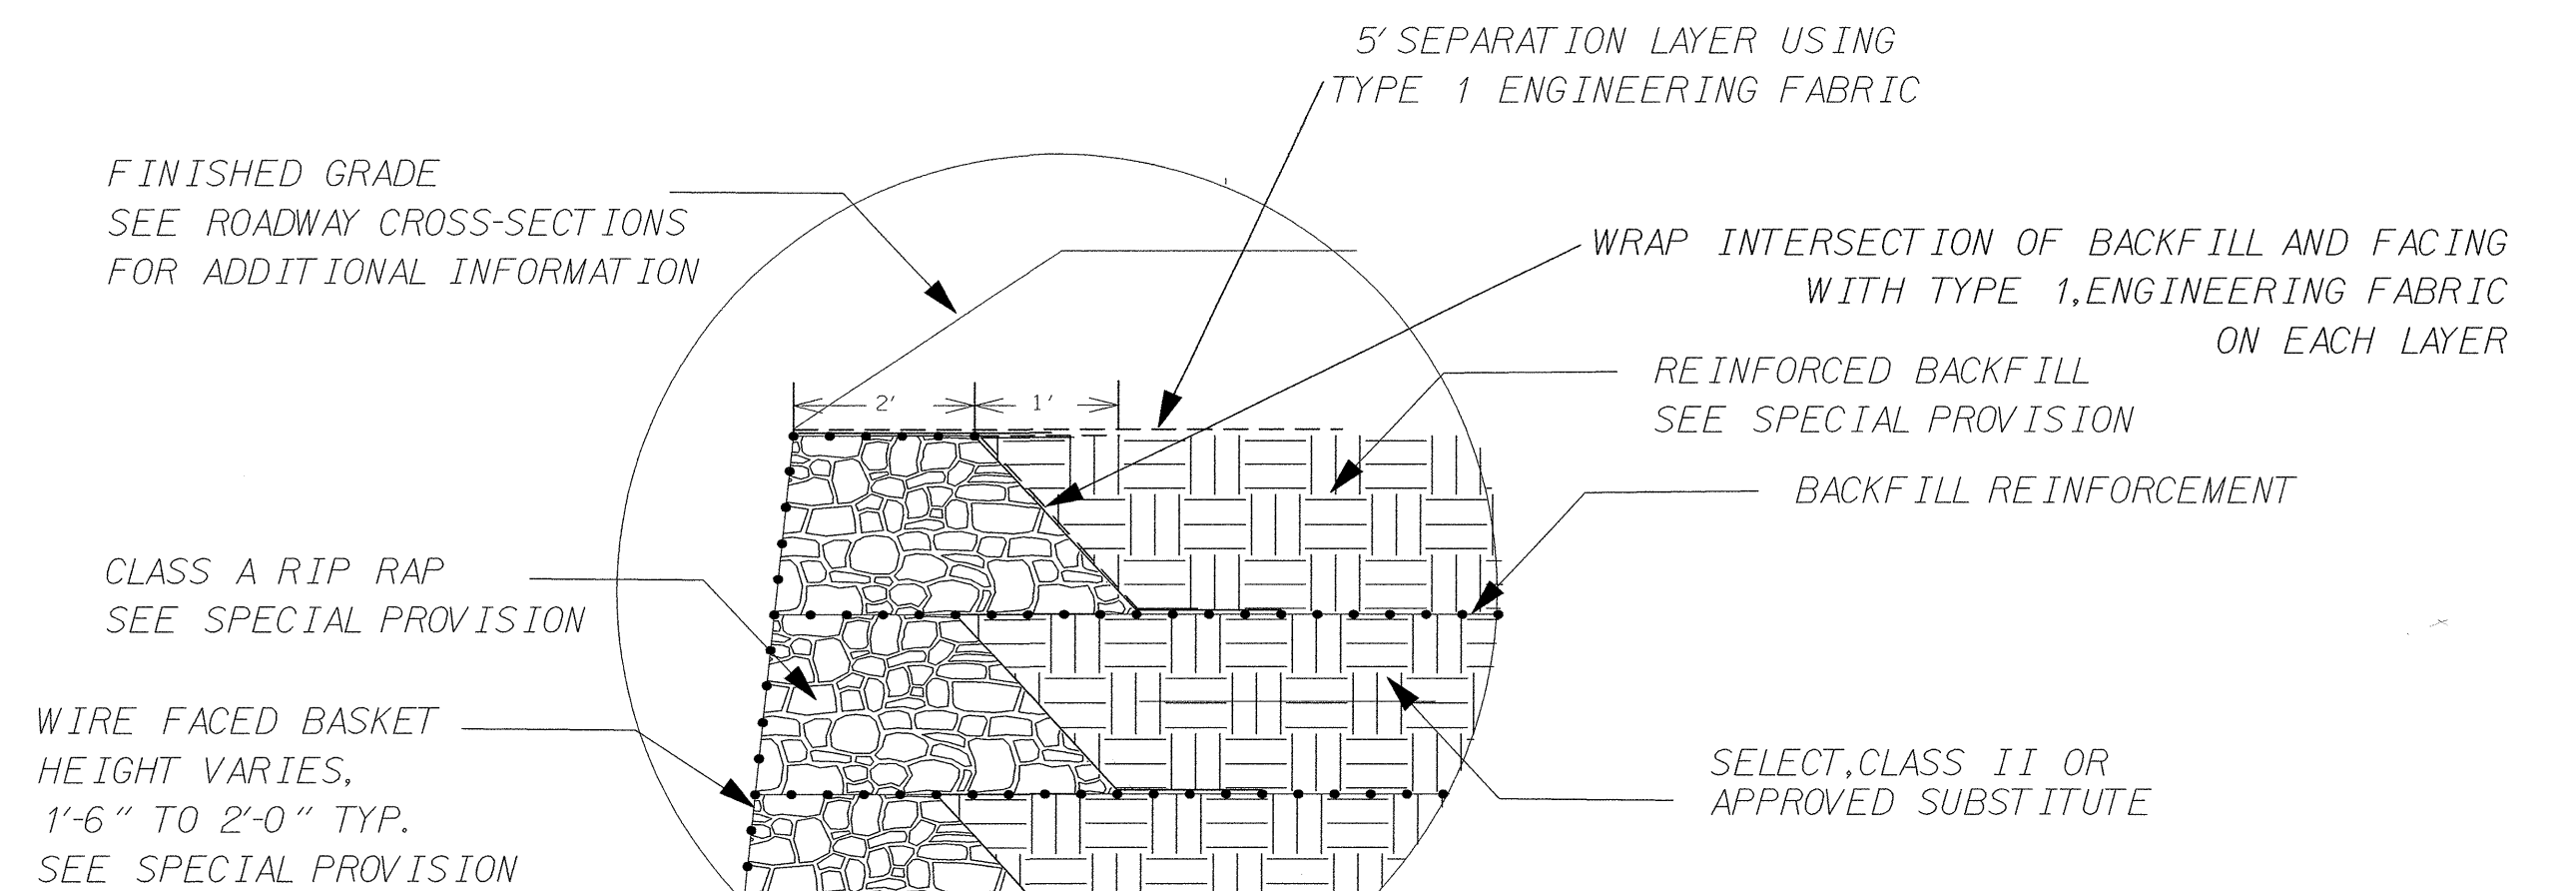 5' SEPARATION LAYER USING
TYPE 1 ENGINEERING FABRIC
FINISHED GRADE
SEE ROADWAY CROSS-SECTIONS
FOR ADDITIONAL INFORMATION
WRAP INTERSECTION OF BACKFILL AND FACING
WITH TYPE 1,ENGINEERING FABRIC
ON EACH LAYER
REINFORCED BACKFILL
SEE SPECIAL PROVISION
2'
1'
BACKFILL REINFORCEMENT
CLASS A RIP RAP
SEE SPECIAL PROVISION
WIRE FACED BASKET
HEIGHT VARIES,
1'-6" TO 2'-0" TYP.
SEE SPECIAL PROVISION
SELECT,CLASS II OR
APPROVED SUBSTITUTE